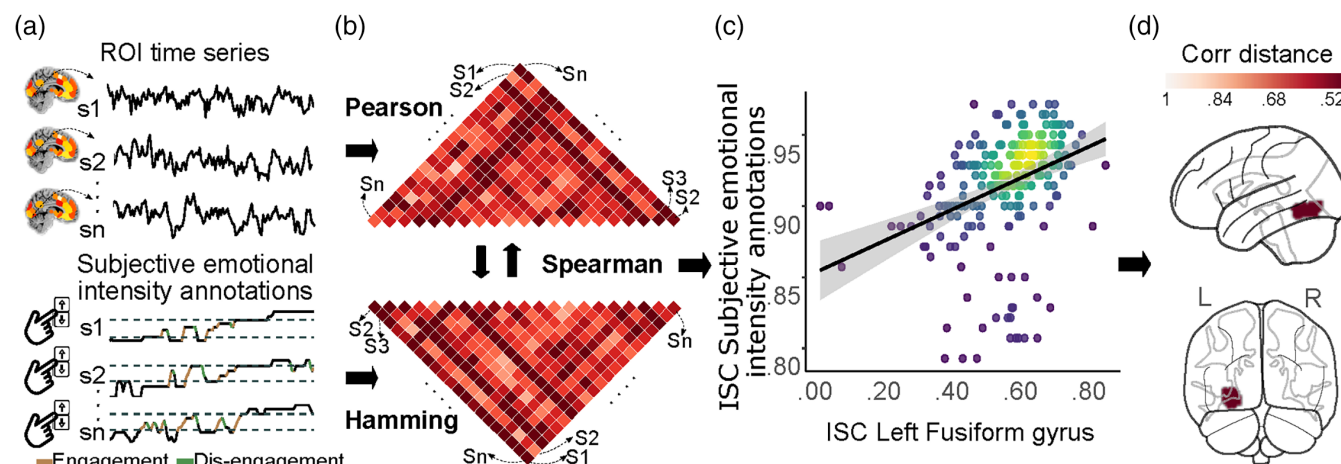 (a)
ROI time series
s1
s2
sn
Subjective emotional
intensity annotations
s1
s2
sn
Engagement Dis-engagement
(b)
Pearson
S1
S2
Sn
Sn
S3
S2
Spearman
Hamming
S2
S3
Sn
Sn
S2
S1
(c)
ISC Subjective emotional
intensity annotations
.95
.90
.85
.80
.00 .20 .40 .60 .80
ISC Left Fusiform gyrus
(d)
Corr distance
1 .84 .68 .52
L R